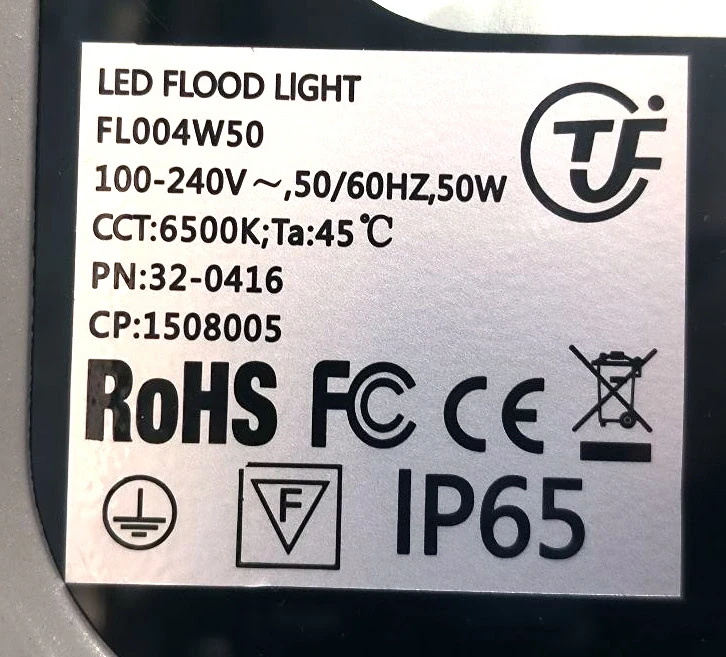 LED FLOOD LIGHT
FL004W50
100-240V～,50/60HZ,50W
CCT:6500K;Ta:45℃
PN:32-0416
CP:1508005
RoHS FC CE
F IP65